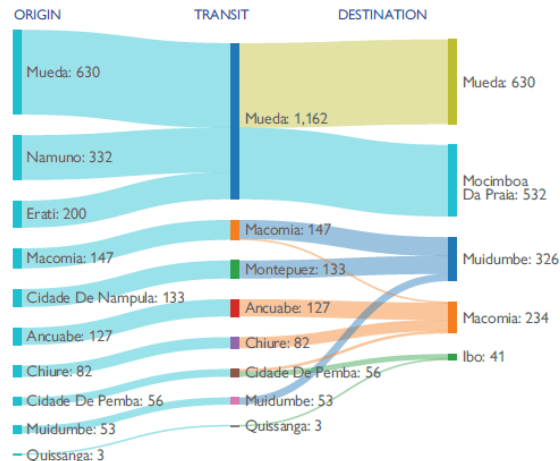 ORIGIN
TRANSIT
DESTINATION
Mueda: 630
Namuno: 332
Erati: 200
Macomia: 147
Cidade De Nampula: 133
Ancuabe: 127
Chiure: 82
Cidade De Pemba: 56
Muidumbe: 53
Quissanga: 3
Mueda: 1,162
Macomia: 147
Montepuez: 133
Ancuabe: 127
Chiure: 82
Cidade De Pemba: 56
Muidumbe: 53
Quissanga: 3
Mueda: 630
Mocimboa
Da Praia: 532
Muidumbe: 326
Macomia: 234
Ibo: 41